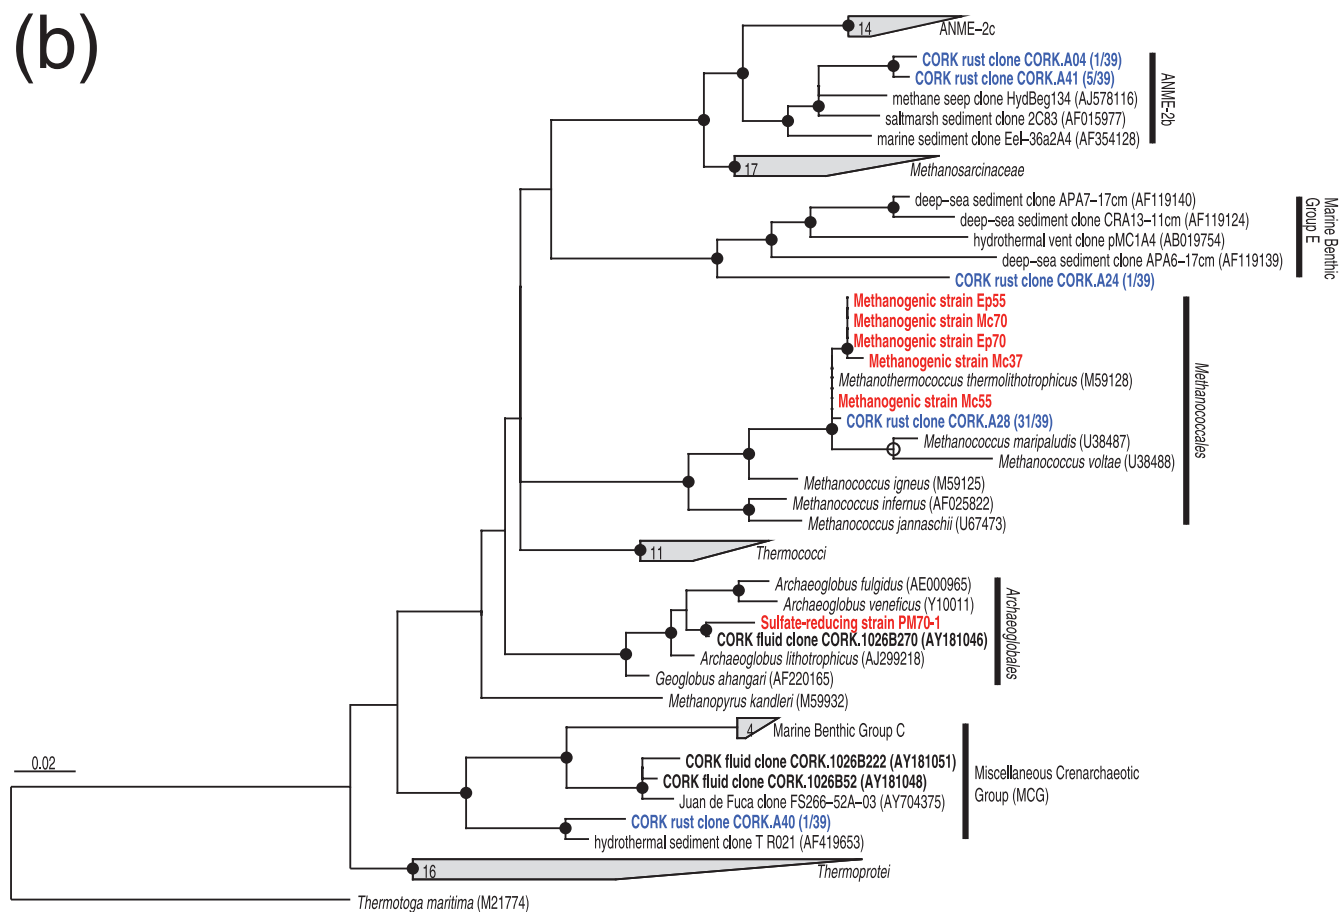 (b)
14
ANME–2c
CORK rust clone CORK.A04 (1/39)
CORK rust clone CORK.A41 (5/39)
methane seep clone HydBeg134 (AJ578116)
saltmarsh sediment clone 2C83 (AF015977)
marine sediment clone Eel–36a2A4 (AF354128)
ANME-2b
17
Methanosarcinaceae
deep–sea sediment clone APA7–17cm (AF119140)
deep–sea sediment clone CRA13–11cm (AF119124)
hydrothermal vent clone pMC1A4 (AB019754)
deep–sea sediment clone APA6–17cm (AF119139)
CORK rust clone CORK.A24 (1/39)
Marine Benthic
Group E
Methanogenic strain Ep55
Methanogenic strain Mc70
Methanogenic strain Ep70
Methanogenic strain Mc37
Methanothermococcus thermolithotrophicus (M59128)
Methanogenic strain Mc55
CORK rust clone CORK.A28 (31/39)
Methanococcus maripaludis (U38487)
Methanococcus voltae (U38488)
Methanococcus igneus (M59125)
Methanococcus infernus (AF025822)
Methanococcus jannaschii (U67473)
Methanococcales
11
Thermococci
Archaeoglobus fulgidus (AE000965)
Archaeoglobus veneficus (Y10011)
Sulfate-reducing strain PM70-1
CORK fluid clone CORK.1026B270 (AY181046)
Archaeoglobus lithotrophicus (AJ299218)
Geoglobus ahangari (AF220165)
Archaeoglobales
Methanopyrus kandleri (M59932)
4
Marine Benthic Group C
CORK fluid clone CORK.1026B222 (AY181051)
CORK fluid clone CORK.1026B52 (AY181048)
Juan de Fuca clone FS266–52A–03 (AY704375)
CORK rust clone CORK.A40 (1/39)
hydrothermal sediment clone T R021 (AF419653)
Miscellaneous Crenarchaeotic
Group (MCG)
0.02
16
Thermoprotei
Thermotoga maritima (M21774)